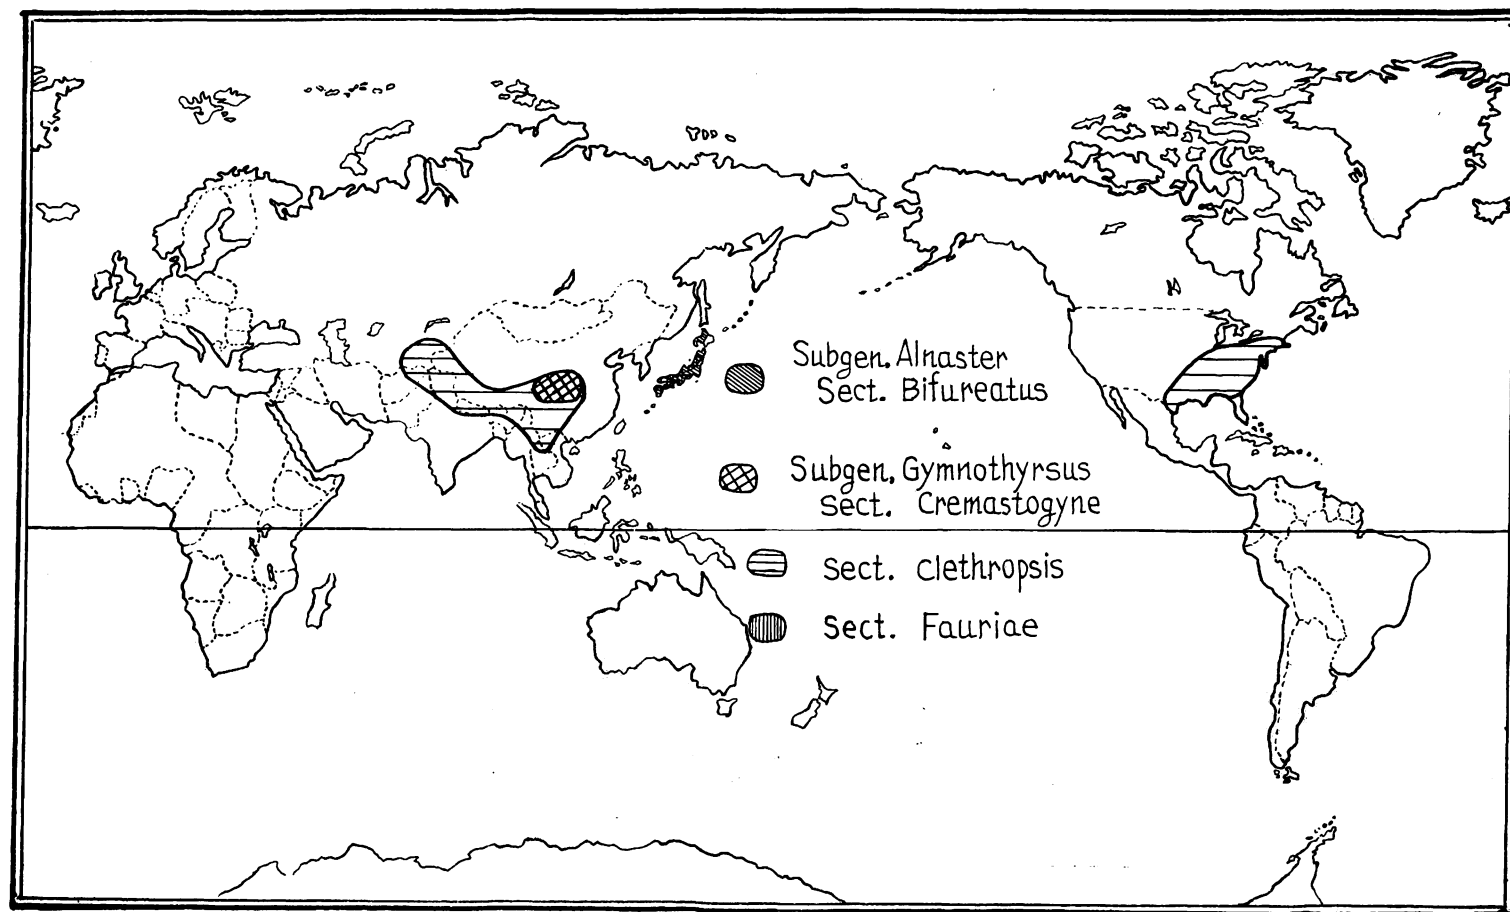 Subgen. Alnaster
Sect. Bifureatus
Subgen. Gymnothyrsus
Sect. Cremastogyne
Sect. Clethropsis
Sect. Fauriae